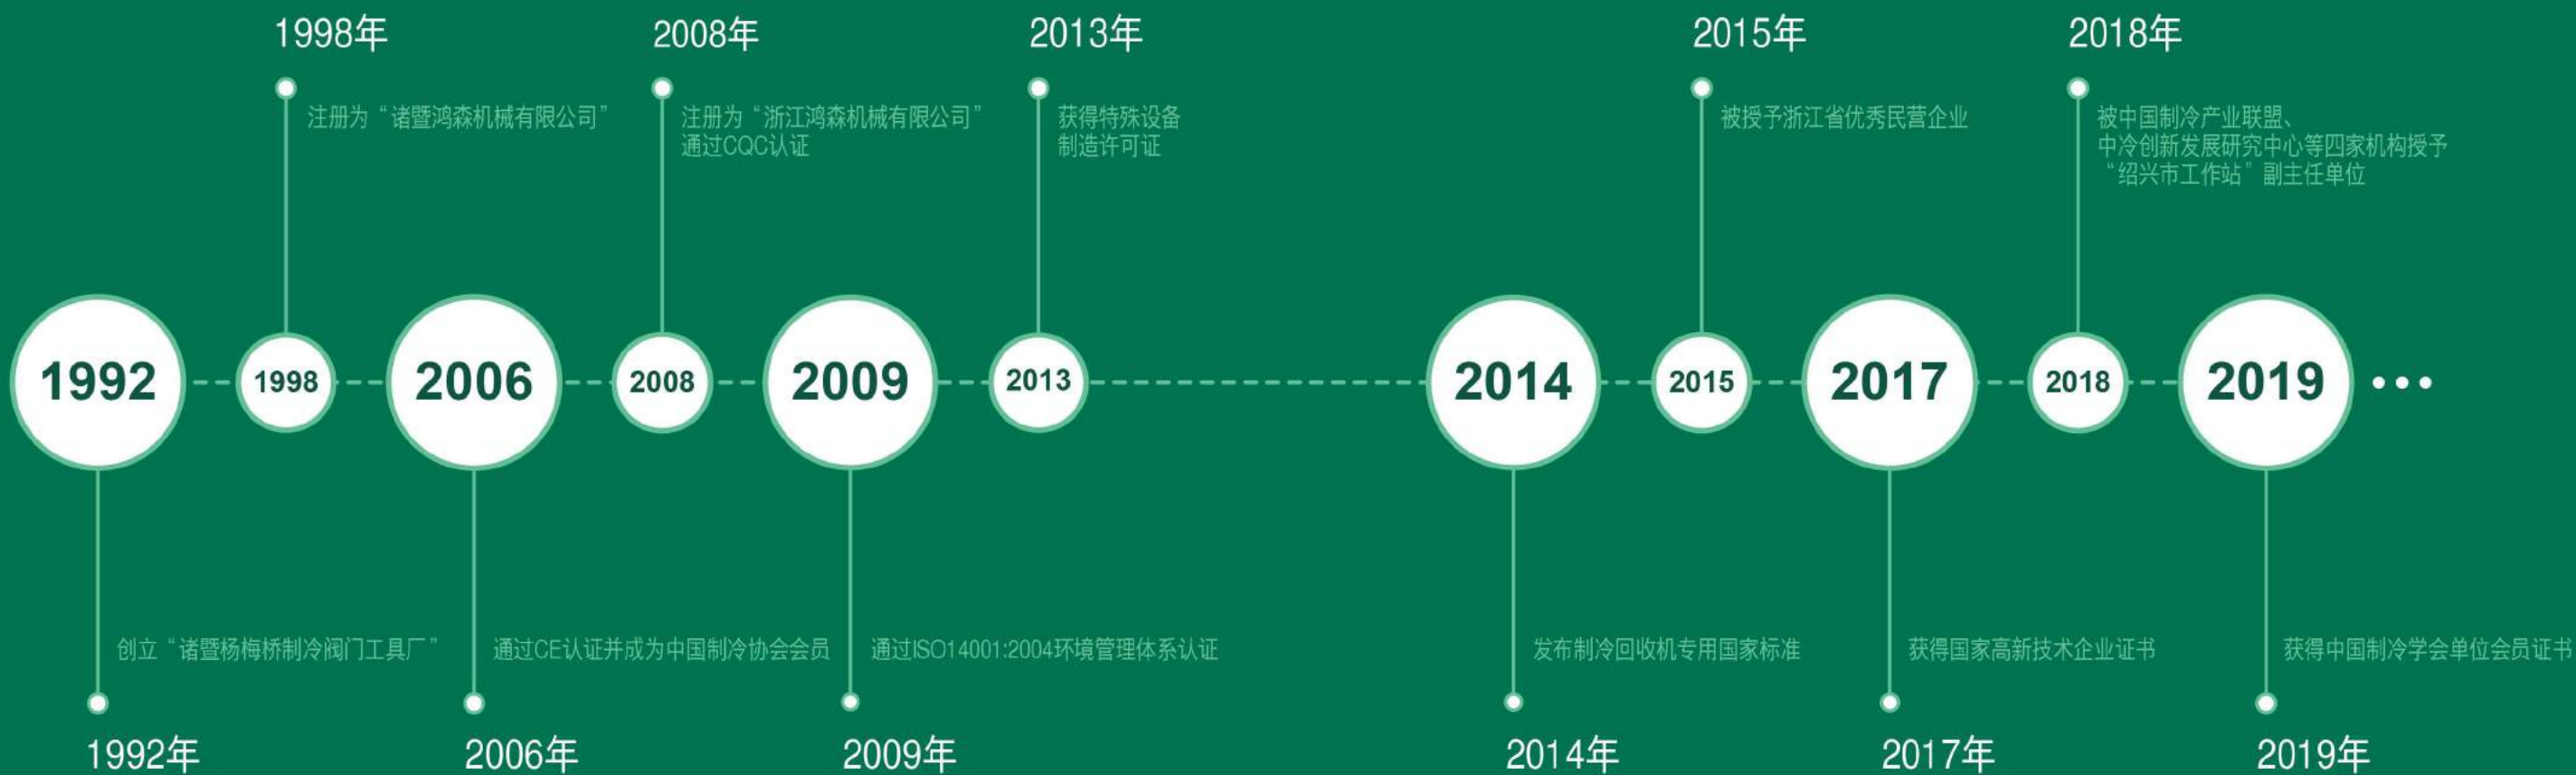 1998年
2008年
2013年
2015年
2018年
注册为“诸暨鸿森机械有限公司”
注册为“浙江鸿森机械有限公司”
通过CQC认证
获得特殊设备
制造许可证
被授予浙江省优秀民营企业
被中国制冷产业联盟、
中冷创新发展研究中心等四家机构授予
“绍兴市工作站”副主任单位
1992
1998
2006
2008
2009
2013
2014
2015
2017
2018
2019
创立“诸暨杨梅桥制冷阀门工具厂”
通过CE认证并成为中国制冷协会会员
通过ISO14001:2004环境管理体系认证
发布制冷回收机专用国家标准
获得国家高新技术企业证书
获得中国制冷学会单位会员证书
1992年
2006年
2009年
2014年
2017年
2019年